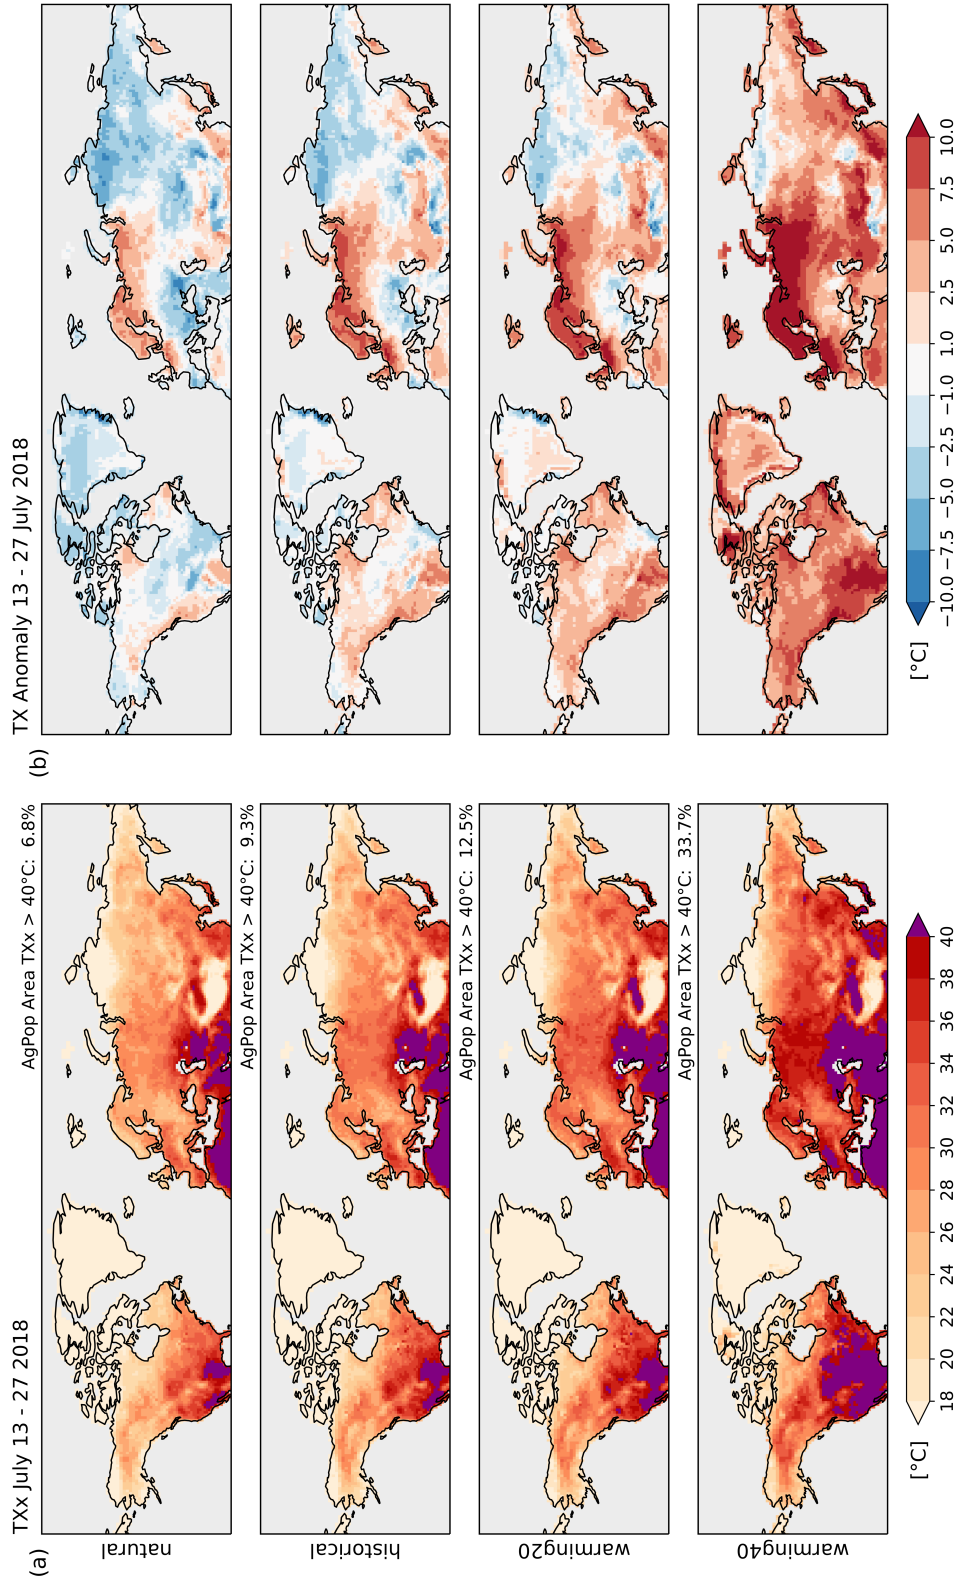 (a)
TXx July 13 - 27 2018
AgPop Area TXx > 40°C: 6.8%
natural
AgPop Area TXx > 40°C: 9.3%
historical
AgPop Area TXx > 40°C: 12.5%
warming20
AgPop Area TXx > 40°C: 33.7%
warming40
[°C]
18 20 22 24 26 28 30 32 34 36 38 40
(b)
TX Anomaly 13 - 27 July 2018
[°C]
−10.0 −7.5 −5.0 −2.5 −1.0 1.0 2.5 5.0 7.5 10.0